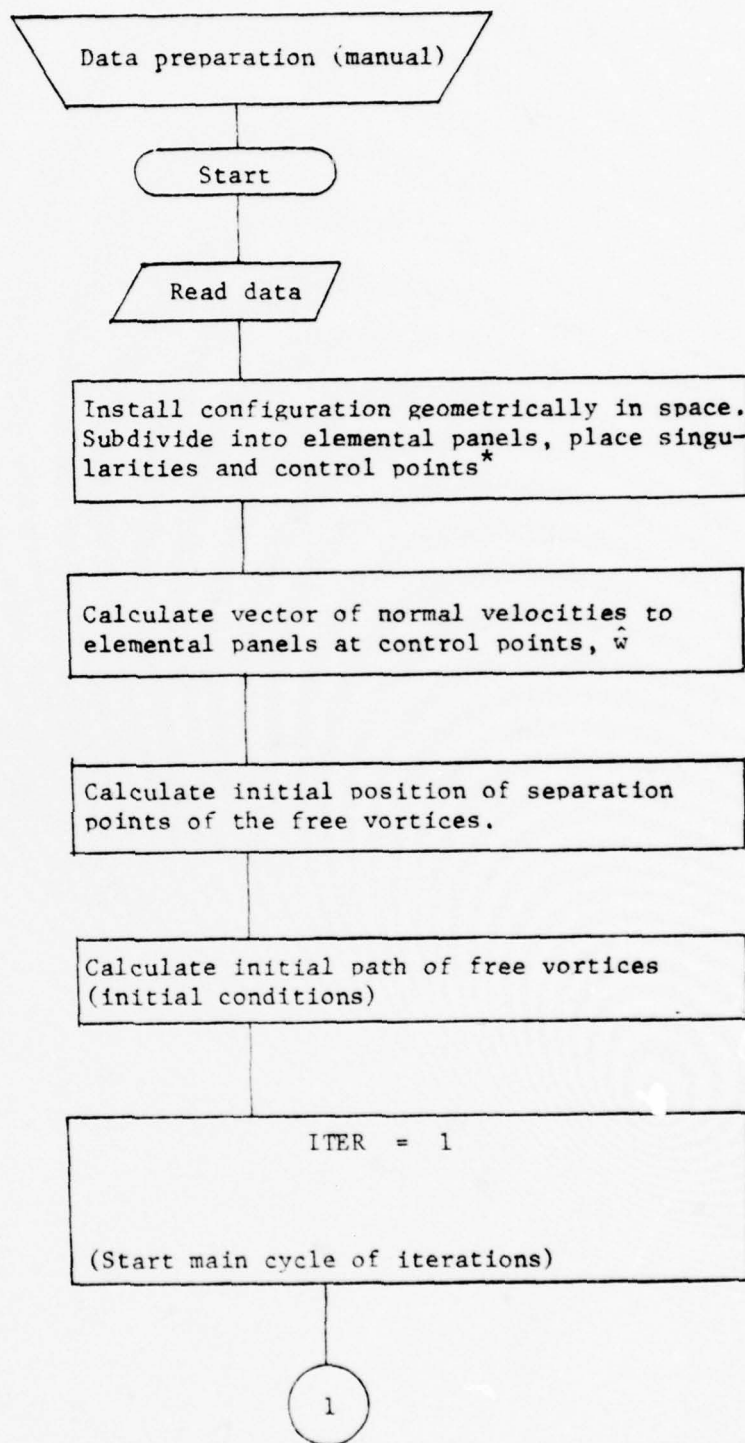 Data preparation (manual)
Start
Read data
Install configuration geometrically in space.
Subdivide into elemental panels, place singu-
larities and control points*
Calculate vector of normal velocities to
elemental panels at control points, ŵ
Calculate initial position of separation
points of the free vortices.
Calculate initial path of free vortices
(initial conditions)
ITER = 1
(Start main cycle of iterations)
1